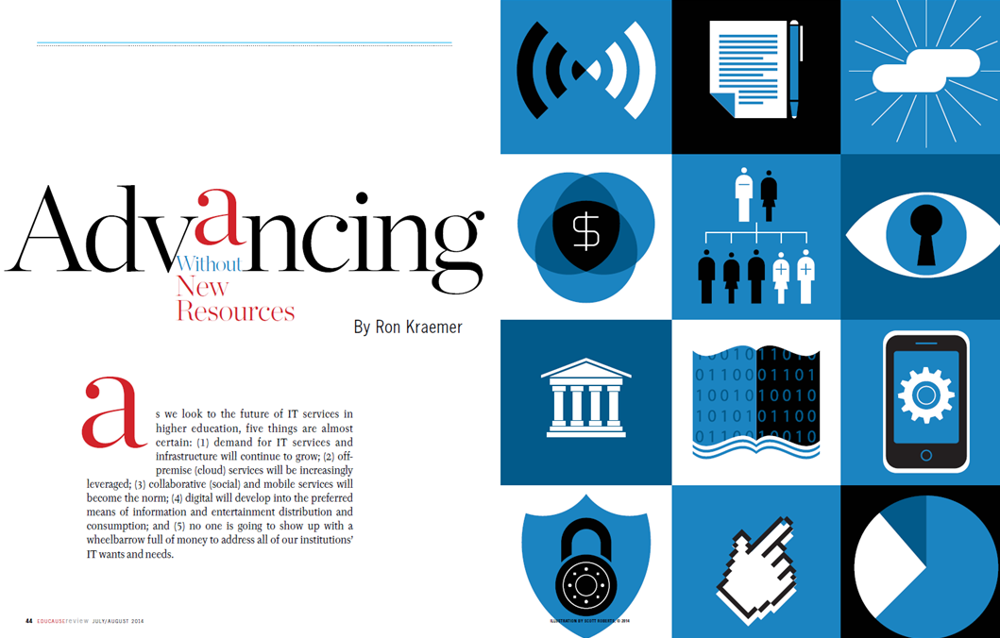 Advancing
Without
New
Resources
By Ron Kraemer
as we look to the future of IT services in
higher education, five things are almost
certain: (1) demand for IT services and
infrastructure will continue to grow; (2) off-
premise (cloud) services will be increasingly
leveraged; (3) collaborative (social) and mobile services will
become the norm; (4) digital will develop into the preferred
means of information and entertainment distribution and
consumption; and (5) no one is going to show up with a
wheelbarrow full of money to address all of our institutions'
IT wants and needs.
44 EDUCAUSEreview JULY/AUGUST 2014
$
1001011010
0110001101
0010110010
1010101100
ILLUSTRATION BY SCOTT ROBERTS, © 2014